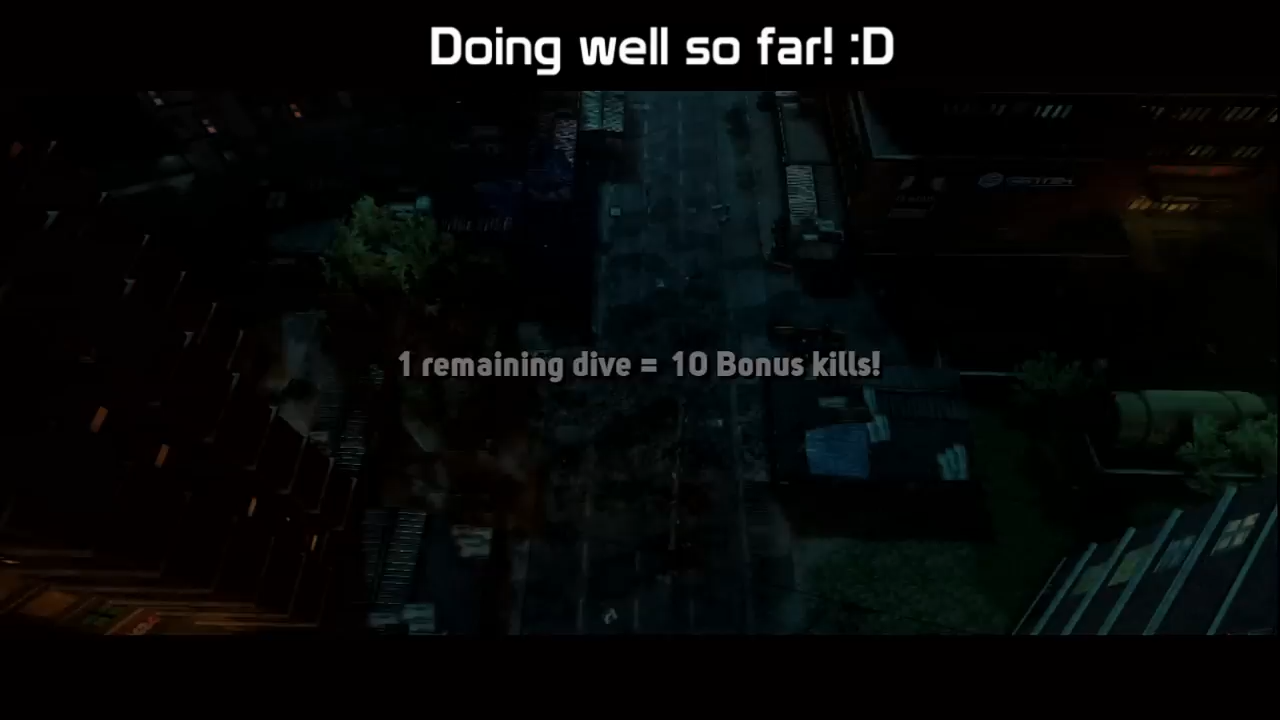 Doing well so far! :D
1 remaining dive = 10 Bonus kills!